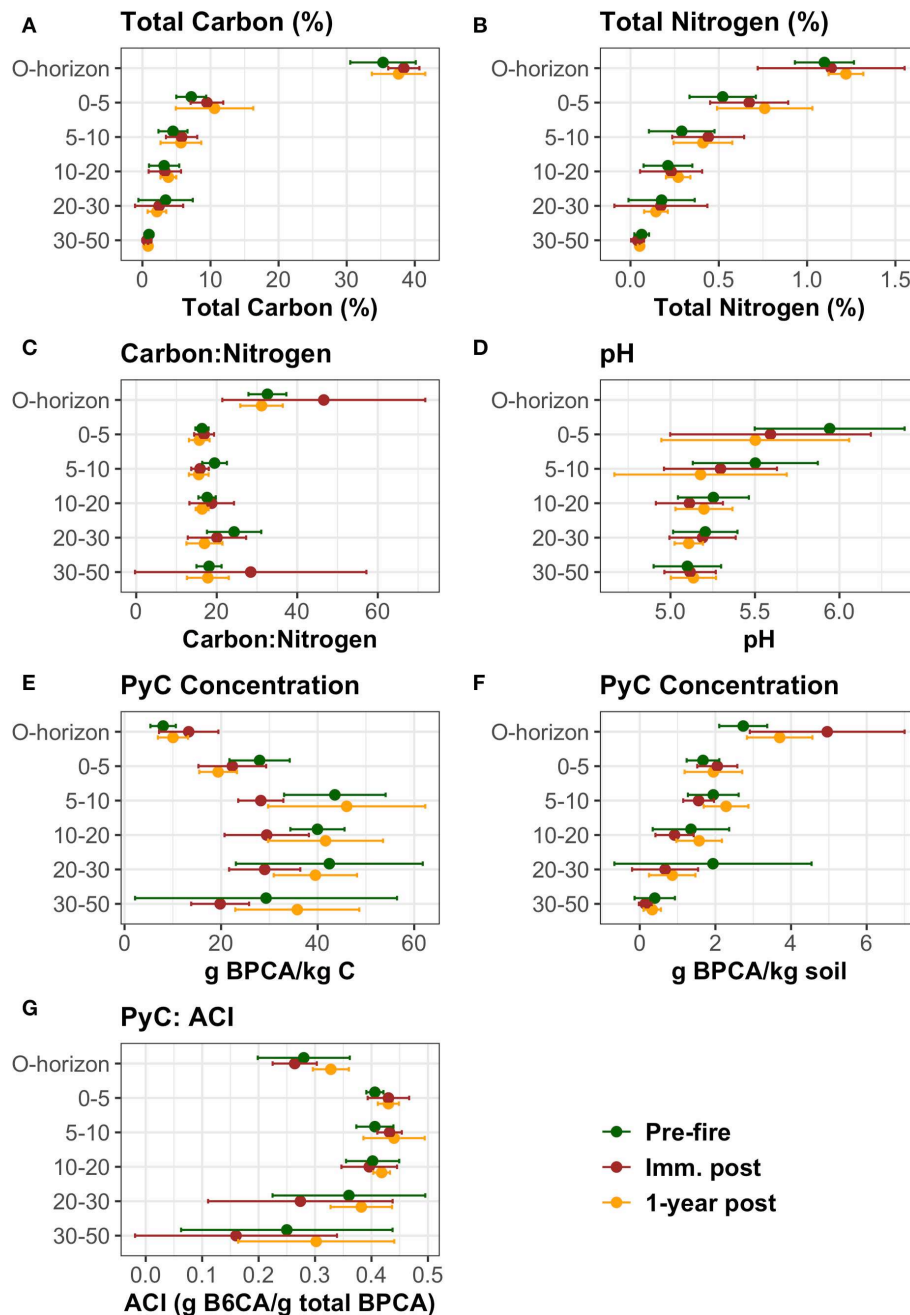 A Total Carbon (%)
O-horizon
0-5
5-10
10-20
20-30
30-50
0 10 20 30 40
Total Carbon (%)
B Total Nitrogen (%)
O-horizon
0-5
5-10
10-20
20-30
30-50
0.0 0.5 1.0 1.5
Total Nitrogen (%)
C Carbon:Nitrogen
O-horizon
0-5
5-10
10-20
20-30
30-50
0 20 40 60
Carbon:Nitrogen
D pH
O-horizon
0-5
5-10
10-20
20-30
30-50
5.0 5.5 6.0
pH
E PyC Concentration
O-horizon
0-5
5-10
10-20
20-30
30-50
0 20 40 60
g BPCA/kg C
F PyC Concentration
O-horizon
0-5
5-10
10-20
20-30
30-50
0 2 4 6
g BPCA/kg soil
G PyC: ACI
O-horizon
0-5
5-10
10-20
20-30
30-50
0.0 0.1 0.2 0.3 0.4 0.5
ACI (g B6CA/g total BPCA)
Pre-fire
Imm. post
1-year post